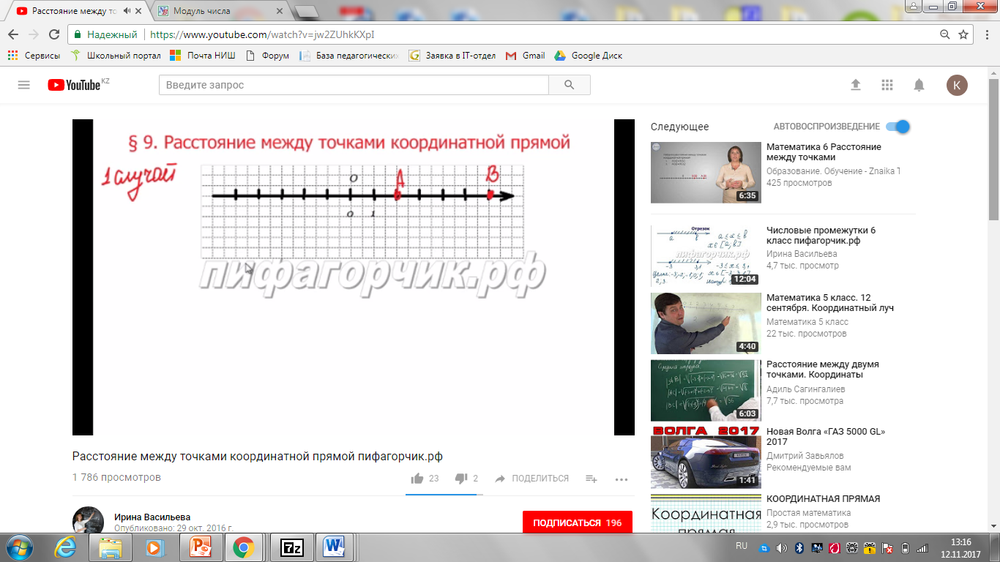 Расстояние между то
Модуль числа
Надежный
https://www.youtube.com/watch?v=jw2ZUhkKXpI
Сервисы
Школьный портал
Почта НИШ
Форум
База педагогических
Заявка в IT-отдел
Gmail
Google Диск
YouTube KZ
Введите запрос
K
§ 9. Расстояние между точками координатной прямой
1 случай
O A B
0 1
пифагорчик.рф
Расстояние между точками координатной прямой пифагорчик.рф
1 786 просмотров
23
2
ПОДЕЛИТЬСЯ
Ирина Васильева
Опубликовано: 29 окт. 2016 г.
ПОДПИСАТЬСЯ 196
Следующее
АВТОВОСПРОИЗВЕДЕНИЕ
6:35
Математика 6 Расстояние
между точками
Образование. Обучение - Znaika T
425 просмотров
Отрезок
пифагорчик.рф
12:04
Числовые промежутки 6
класс пифагорчик.рф
Ирина Васильева
4,7 тыс. просмотр
4:40
Математика 5 класс. 12
сентября. Координатный луч
Математика 5 класс
22 тыс. просмотров
6:03
Расстояние между двумя
точками. Координаты
Адиль Сагингалиев
7,7 тыс. просмотра
ВОЛГА 2017
1:41
Новая Волга «ГАЗ 5000 GL»
2017
Дмитрий Завьялов
Рекомендуемые вам
Координатная
прямая
КООРДИНАТНАЯ ПРЯМАЯ
Простая математика
2,9 тыс. просмотров
RU
13:16
12.11.2017